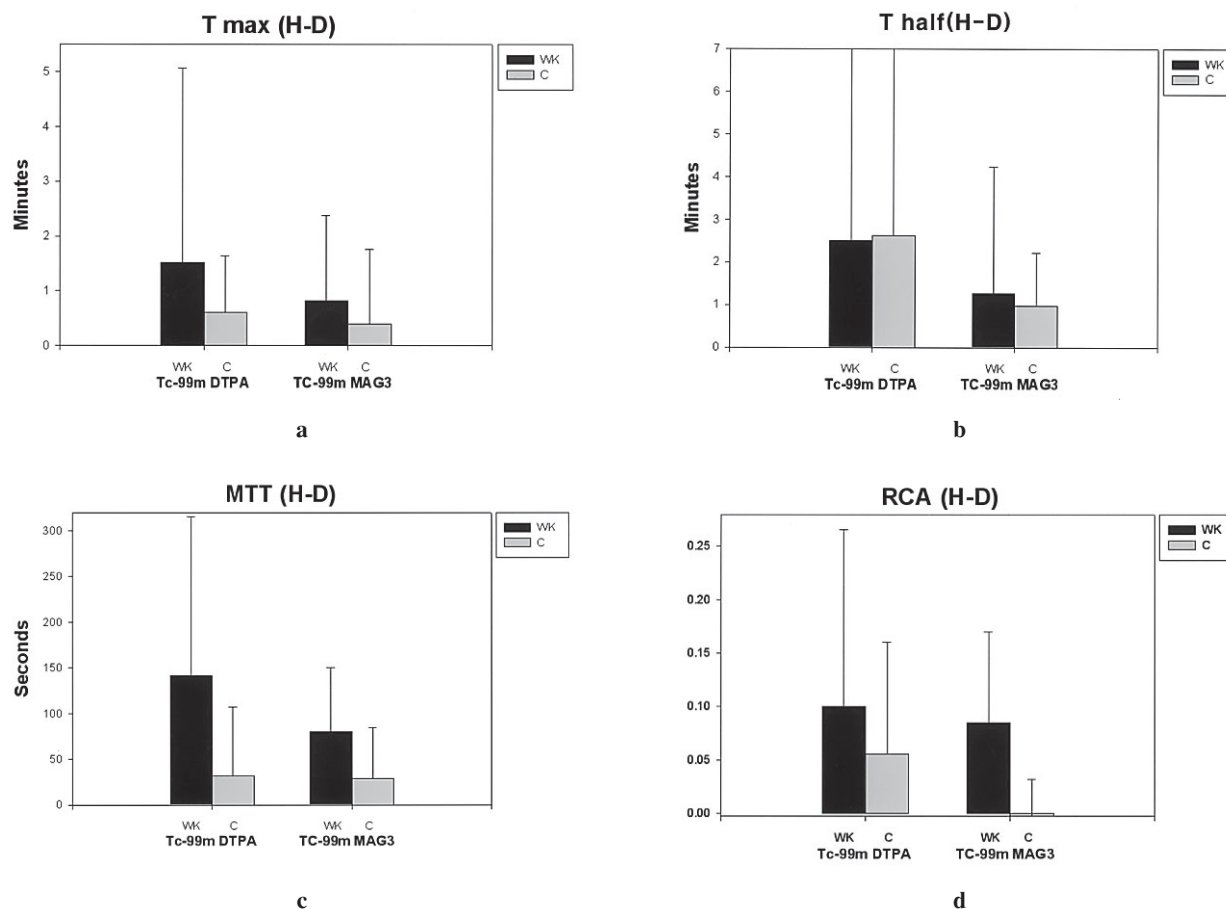 T max (H-D)
WK
C
5
4
3
2
1
0
Minutes
WK C WK C
Tc-99m DTPA TC-99m MAG3
a
T half(H-D)
WK
C
7
6
5
4
3
2
1
0
Minutes
WK C WK C
Tc-99m DTPA TC-99m MAG3
b
MTT (H-D)
WK
C
300
250
200
150
100
50
0
Seconds
WK C WK C
Tc-99m DTPA TC-99m MAG3
c
RCA (H-D)
WK
C
0.25
0.20
0.15
0.10
0.05
0.00
WK C WK C
Tc-99m DTPA TC-99m MAG3
d